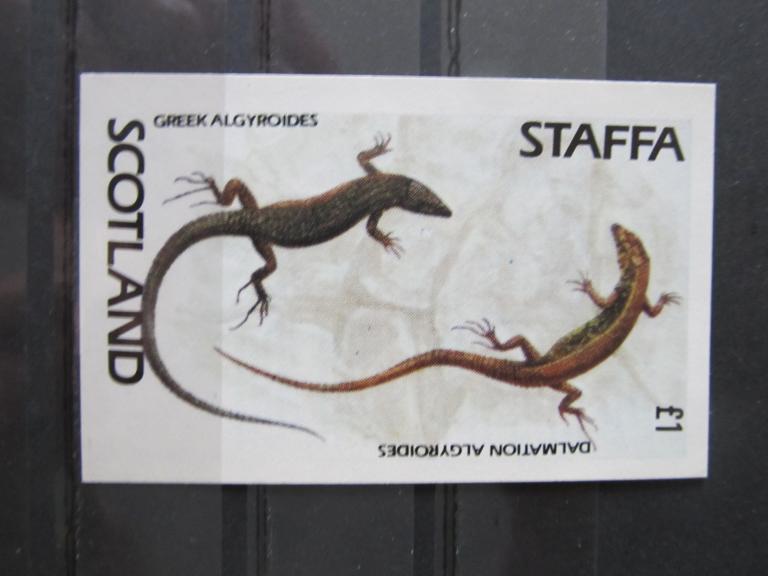 GREEK ALGYROIDES
STAFFA
SCOTLAND
£1
DALMATION ALGYROIDES